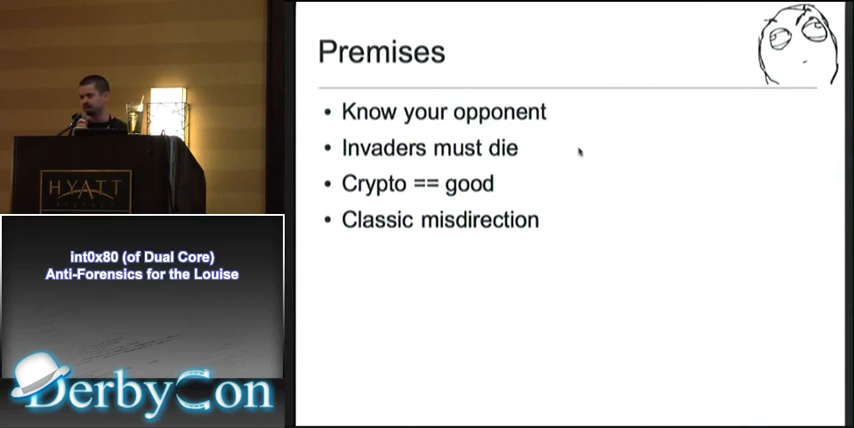 Premises
• Know your opponent
• Invaders must die
• Crypto == good
• Classic misdirection
HYATT
int0x80 (of Dual Core)
Anti-Forensics for the Louise
DerbyCon